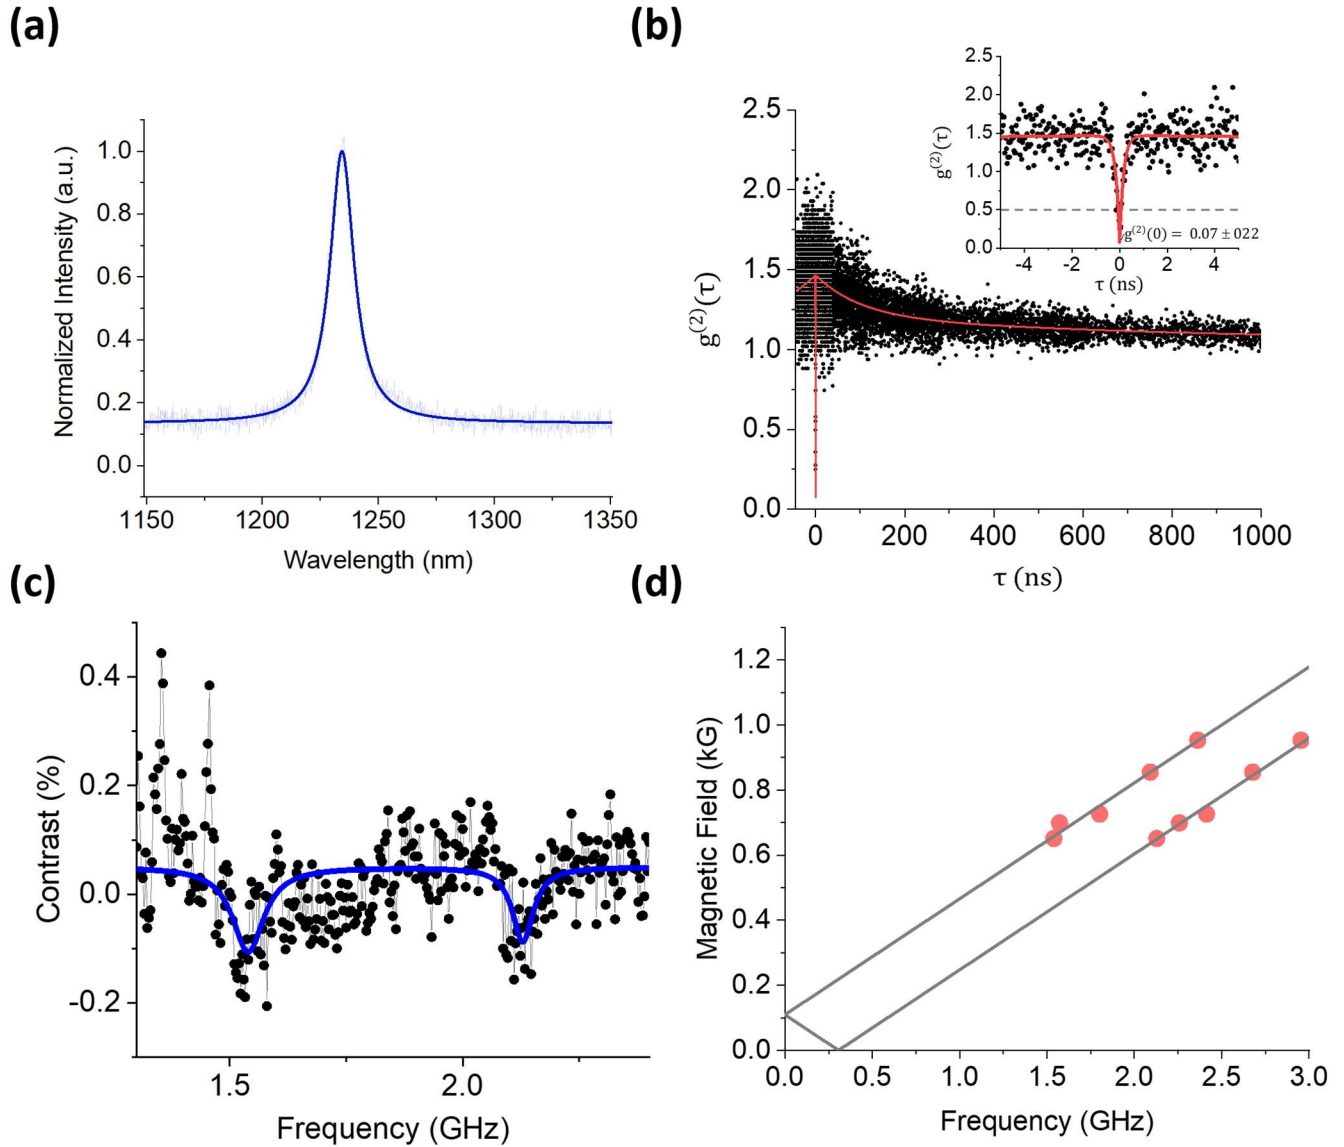 (a)
Normalized Intensity (a.u.)
1.0
0.8
0.6
0.4
0.2
0.0
1150 1200 1250 1300 1350
Wavelength (nm)
(b)
g⁽²⁾(τ)
2.5
2.0
1.5
1.0
0.5
0.0
0 200 400 600 800 1000
τ (ns)
g⁽²⁾(τ)
2.5
2.0
1.5
1.0
0.5
0.0
g⁽²⁾(0) = 0.07 ± 022
-4 -2 0 2 4
τ (ns)
(c)
Contrast (%)
0.4
0.2
0.0
-0.2
1.5 2.0
Frequency (GHz)
(d)
Magnetic Field (kG)
1.2
1.0
0.8
0.6
0.4
0.2
0.0
0.0 0.5 1.0 1.5 2.0 2.5 3.0
Frequency (GHz)